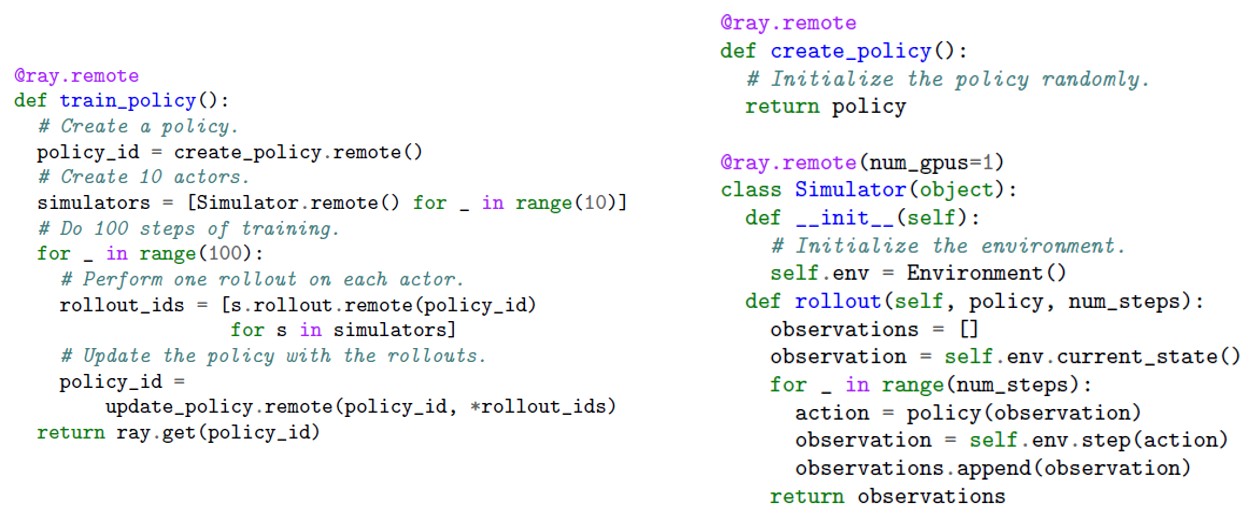 @ray.remote
def train_policy():
  # Create a policy.
  policy_id = create_policy.remote()
  # Create 10 actors.
  simulators = [Simulator.remote() for _ in range(10)]
  # Do 100 steps of training.
  for _ in range(100):
    # Perform one rollout on each actor.
    rollout_ids = [s.rollout.remote(policy_id)
                   for s in simulators]
    # Update the policy with the rollouts.
    policy_id =
        update_policy.remote(policy_id, *rollout_ids)
  return ray.get(policy_id)
@ray.remote
def create_policy():
  # Initialize the policy randomly.
  return policy
@ray.remote(num_gpus=1)
class Simulator(object):
  def __init__(self):
    # Initialize the environment.
    self.env = Environment()
  def rollout(self, policy, num_steps):
    observations = []
    observation = self.env.current_state()
    for _ in range(num_steps):
      action = policy(observation)
      observation = self.env.step(action)
      observations.append(observation)
    return observations